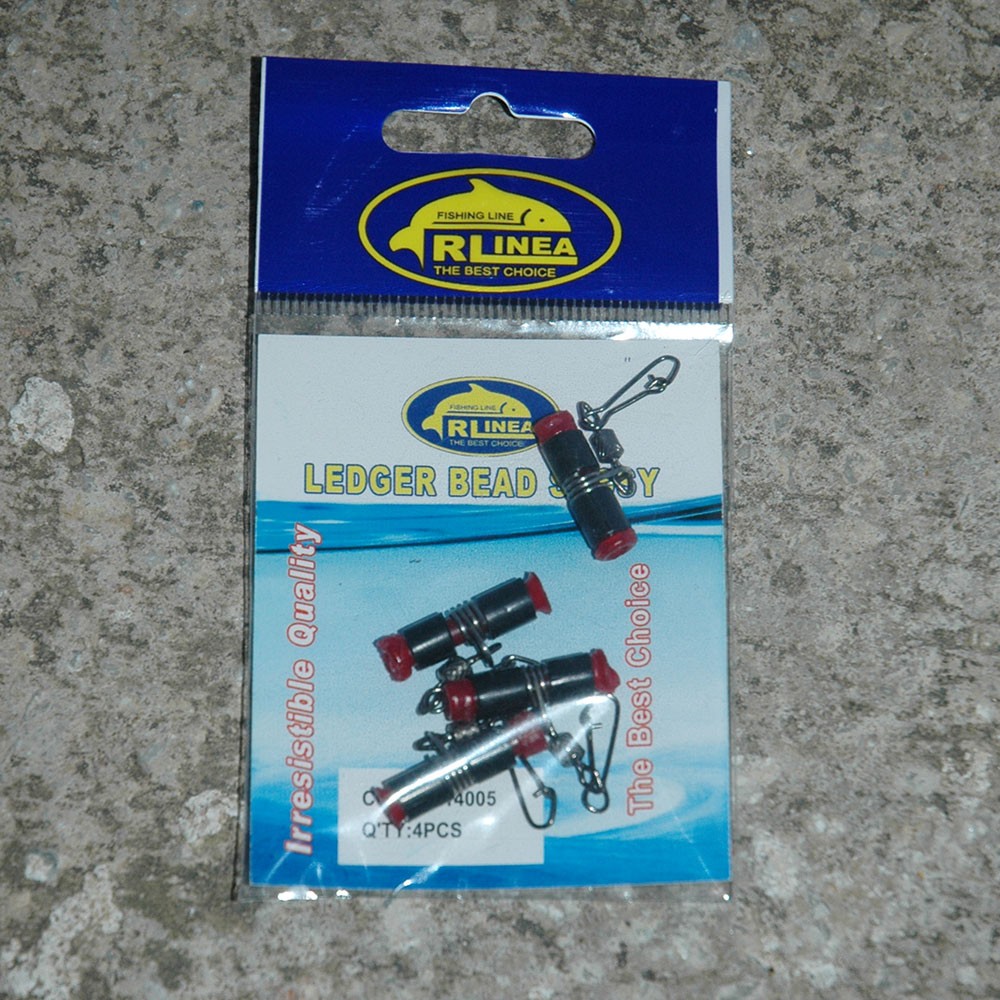 FISHING LINE
RLINEA
THE BEST CHOICE
FISHING LINE
RLINEA
THE BEST CHOICE
LEDGER BEAD
Irresistible Quality
The Best Choice
4005
Q'TY:4PCS